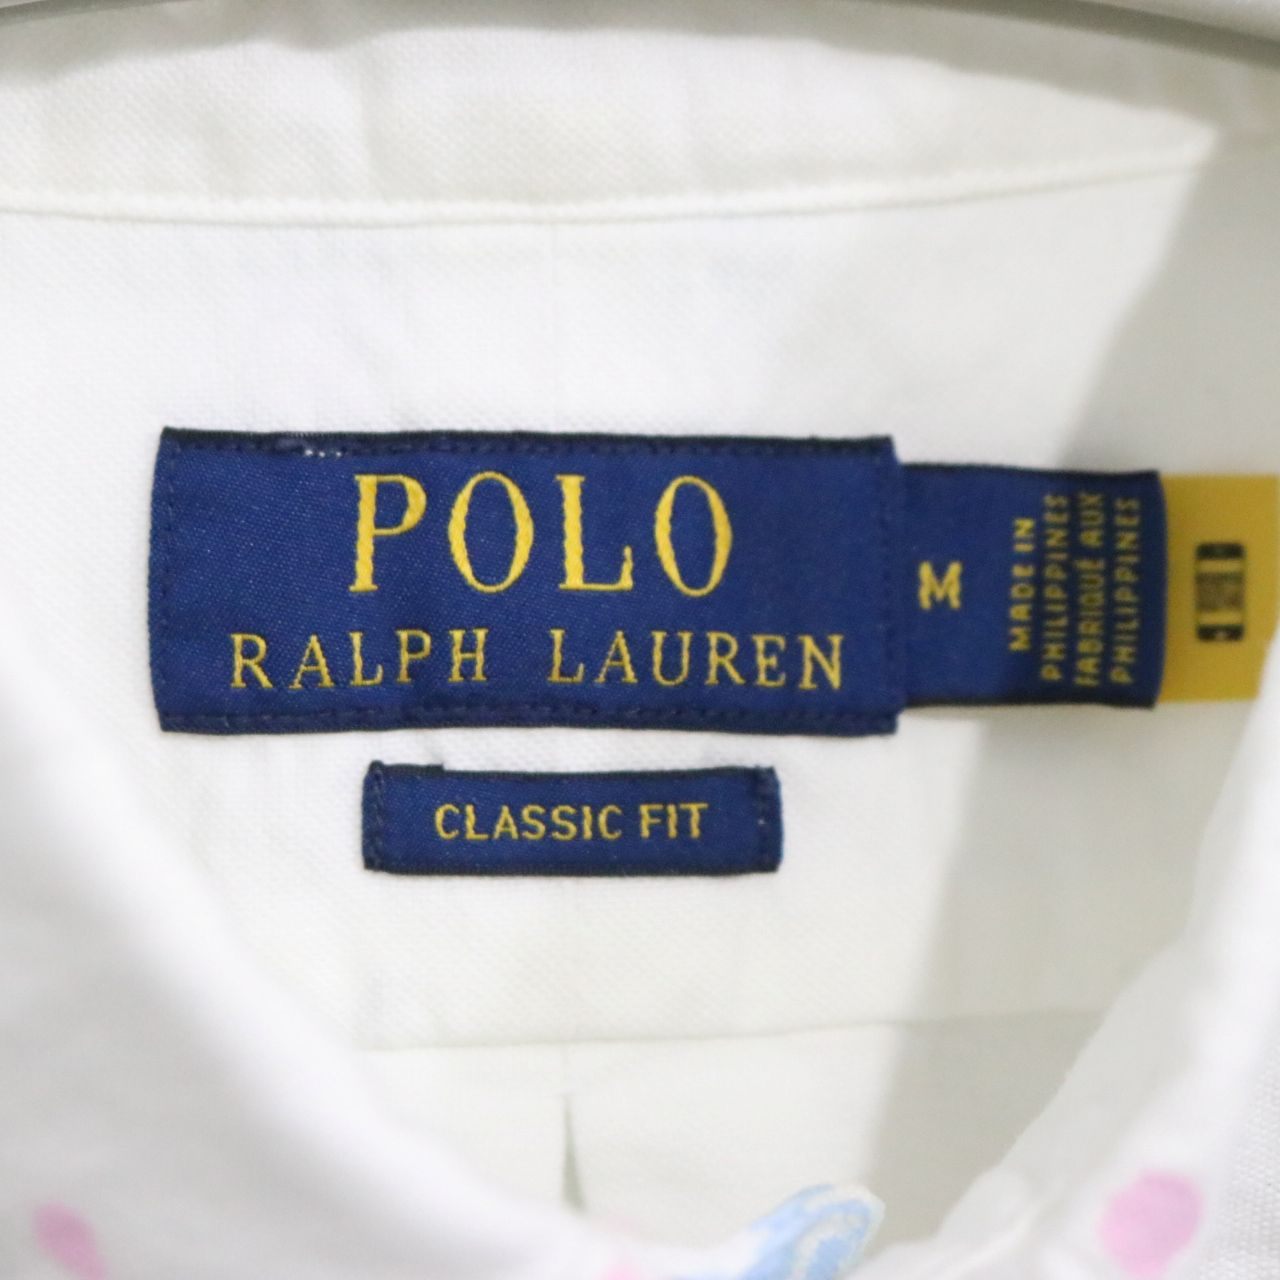 POLO
RALPH LAUREN
M
MADE IN
PHILIPPINES
FABRIQUÉ AUX
PHILIPPINES
CLASSIC FIT